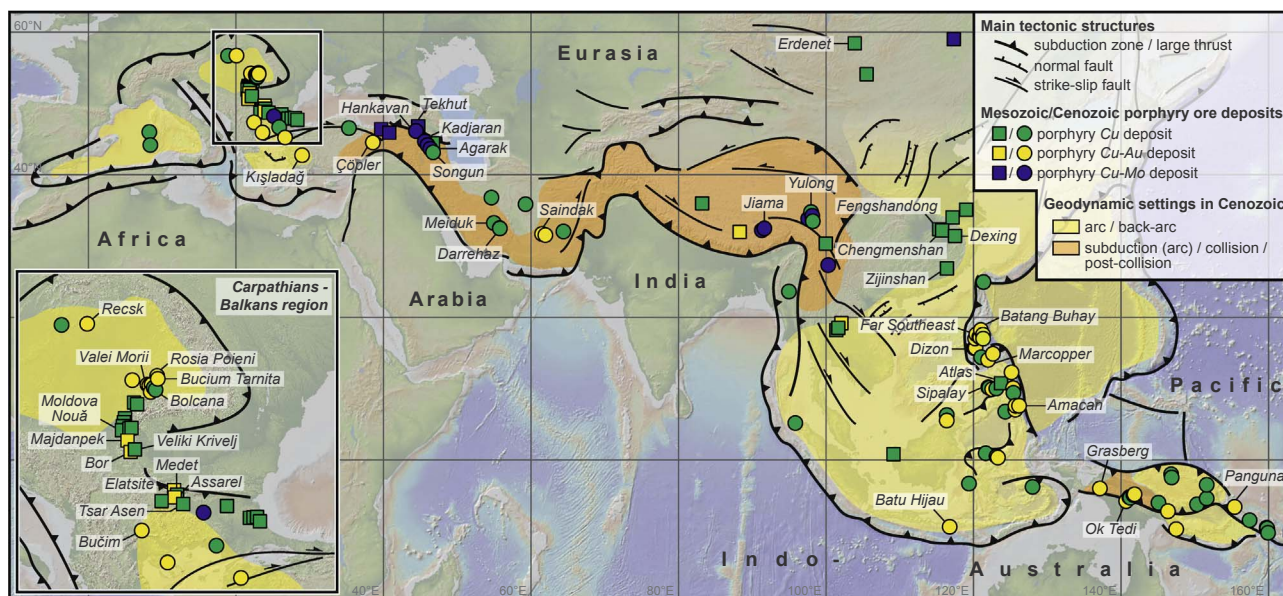 60°N
40°N
40°E
60°E
80°E
100°E
120°E
140°E
160°E
Eurasia
Africa
Arabia
India
Pacific
Indo-
Australia
Erdenet
Hankavan
Tekhut
Kadjaran
Agarak
Songun
Çöpler
Kışladağ
Meiduk
Darrehaz
Saindak
Jiama
Yulong
Fengshandong
Chengmenshan
Dexing
Zijinshan
Far Southeast
Batang Buhay
Dizon
Marcopper
Atlas
Sipalay
Amacan
Batu Hijau
Grasberg
Ok Tedi
Panguna
Main tectonic structures
subduction zone / large thrust
normal fault
strike-slip fault
Mesozoic/Cenozoic porphyry ore deposits
/ porphyry Cu deposit
/ porphyry Cu-Au deposit
/ porphyry Cu-Mo deposit
Geodynamic settings in Cenozoic
arc / back-arc
subduction (arc) / collision /
post-collision
Carpathians -
Balkans region
Recsk
Valei Morii
Rosia Poieni
Bucium Tarnita
Bolcana
Moldova
Nouă
Majdanpek
Veliki Krivelj
Bor
Medet
Elatsite
Assarel
Tsar Asen
Bučim